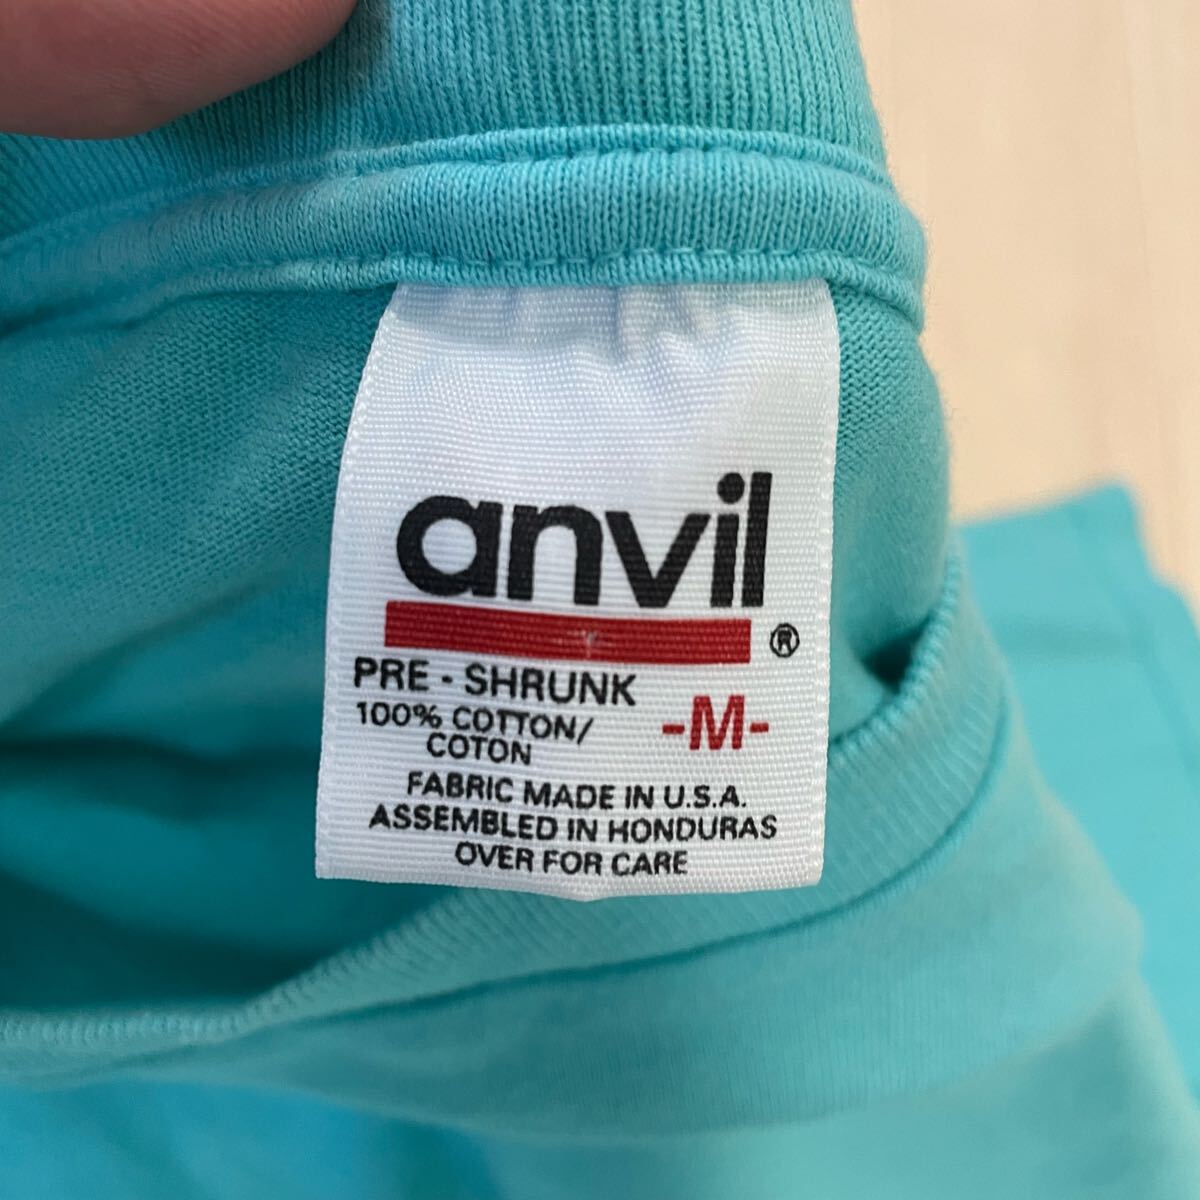 anvil
®
PRE - SHRUNK
100% COTTON/
COTON
-M-
FABRIC MADE IN U.S.A.
ASSEMBLED IN HONDURAS
OVER FOR CARE